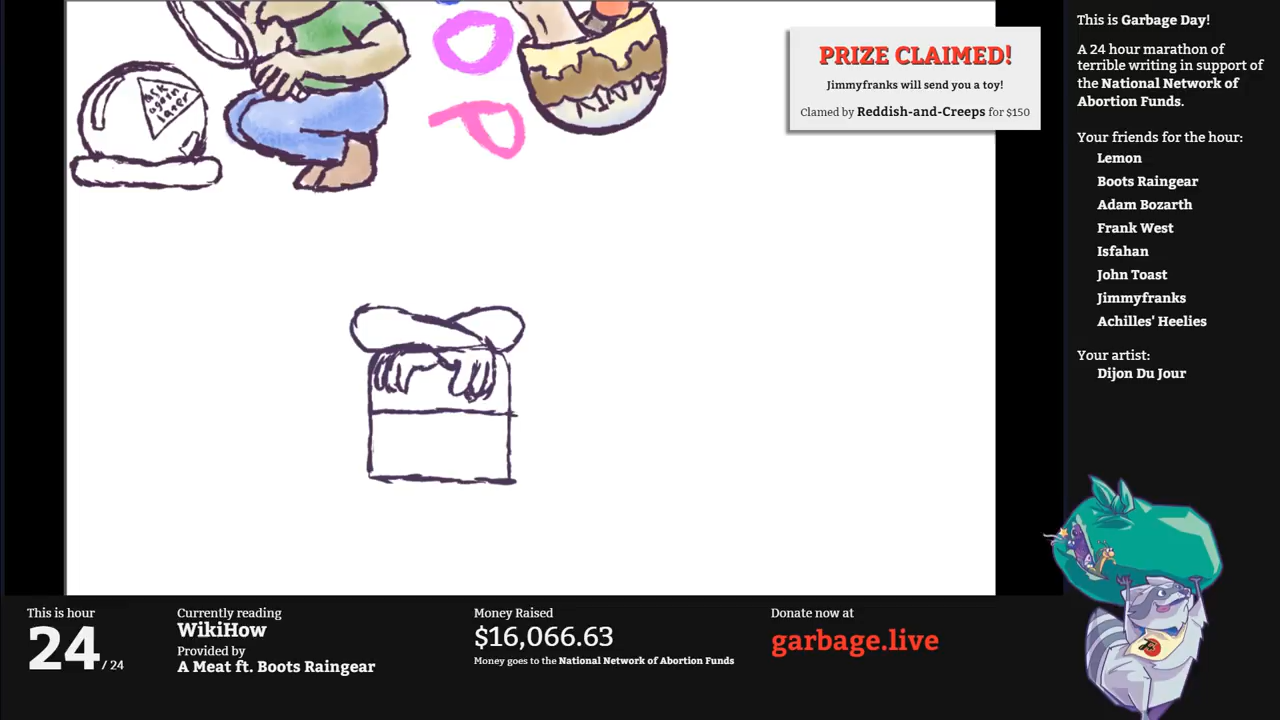 ask
again
later
O
P
PRIZE CLAIMED!
Jimmyfranks will send you a toy!
Clamed by Reddish-and-Creeps for $150
This is Garbage Day!
A 24 hour marathon of
terrible writing in support of
the National Network of
Abortion Funds.
Your friends for the hour:
Lemon
Boots Raingear
Adam Bozarth
Frank West
Isfahan
John Toast
Jimmyfranks
Achilles' Heelies
Your artist:
Dijon Du Jour
This is hour
24 / 24
Currently reading
WikiHow
Provided by
A Meat ft. Boots Raingear
Money Raised
$16,066.63
Money goes to the National Network of Abortion Funds
Donate now at
garbage.live